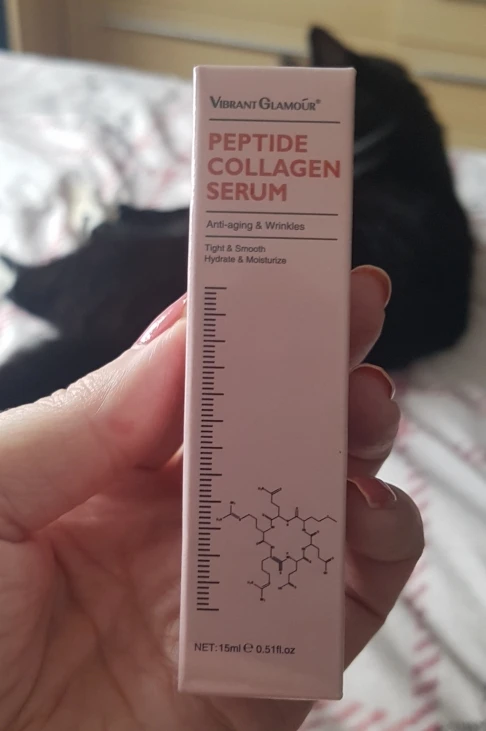 VIBRANT GLAMOUR®
PEPTIDE
COLLAGEN
SERUM
Anti-aging & Wrinkles
Tight & Smooth
Hydrate & Moisturize
NET:15ml ℮ 0.51fl.oz